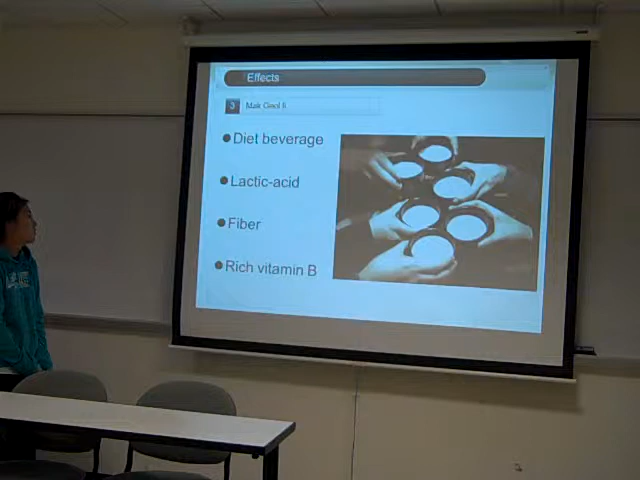 Effects
3 Mak Geol li
Diet beverage
Lactic-acid
Fiber
Rich vitamin B